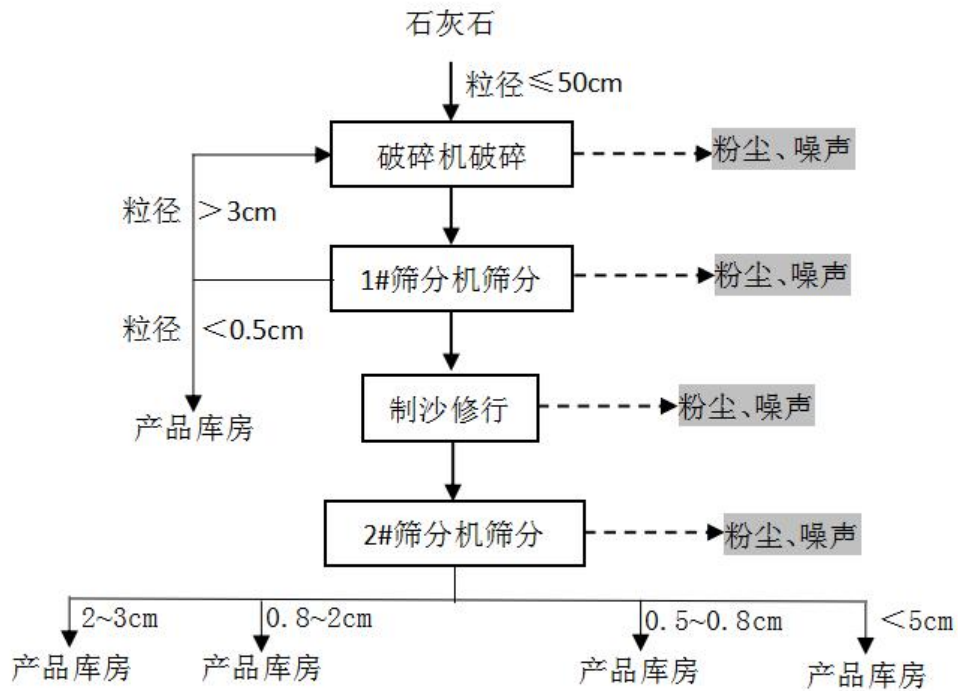 石灰石
粒径≤50cm
破碎机破碎
粉尘、噪声
粒径 ＞3cm
1#筛分机筛分
粉尘、噪声
粒径 ＜0.5cm
制沙修行
粉尘、噪声
产品库房
2#筛分机筛分
粉尘、噪声
2~3cm
0.8~2cm
0.5~0.8cm
＜5cm
产品库房
产品库房
产品库房
产品库房